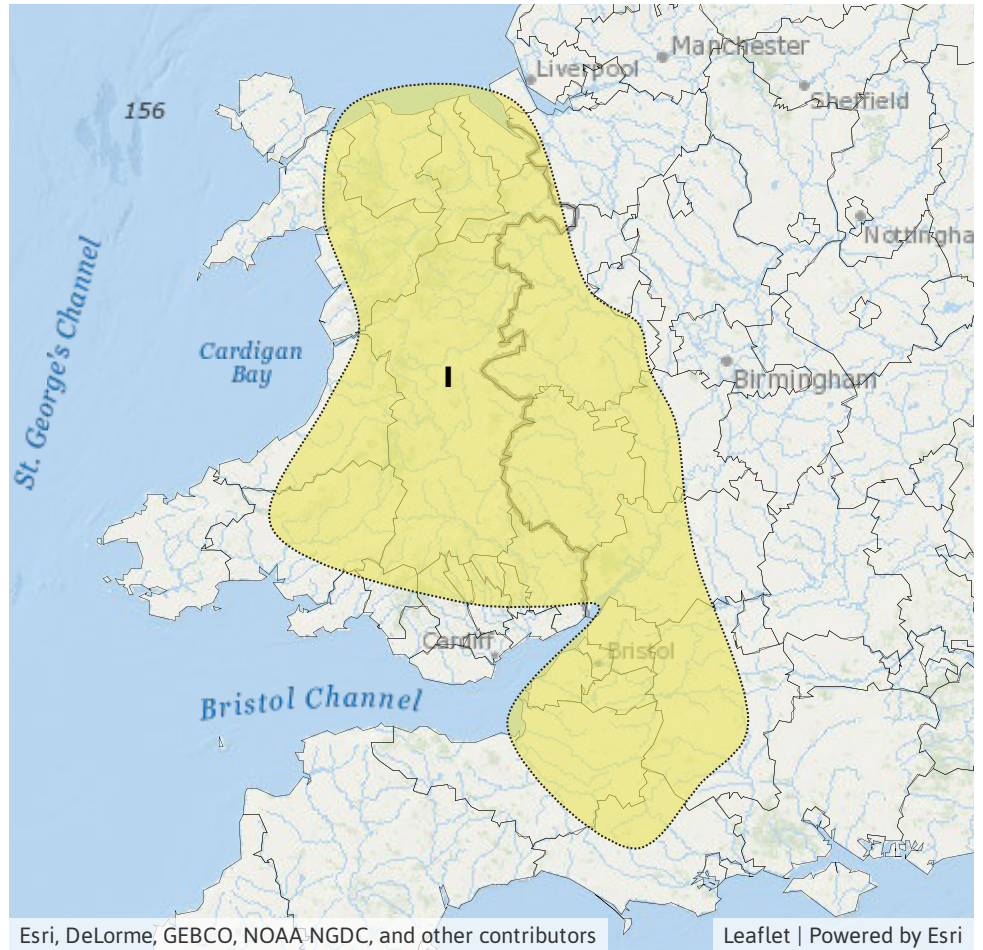 Manchester
Liverpool
Sheffield
156
Nottingha
St. George's Channel
Cardigan
Bay
I
Birmingham
Cardiff
Bristol
Bristol Channel
Esri, DeLorme, GEBCO, NOAA NGDC, and other contributors
Leaflet | Powered by Esri